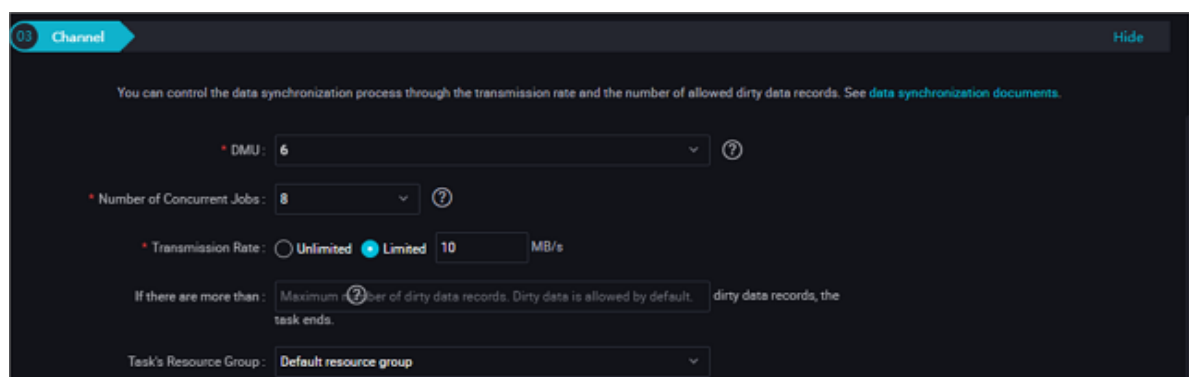 03 Channel Hide
You can control the data synchronization process through the transmission rate and the number of allowed dirty data records. See data synchronization documents.
* DMU : 6 ?
* Number of Concurrent Jobs : 8 ?
* Transmission Rate : Unlimited Limited 10 MB/s
If there are more than : Maximum number of dirty data records. Dirty data is allowed by default. ? dirty data records, the
task ends.
Task's Resource Group : Default resource group